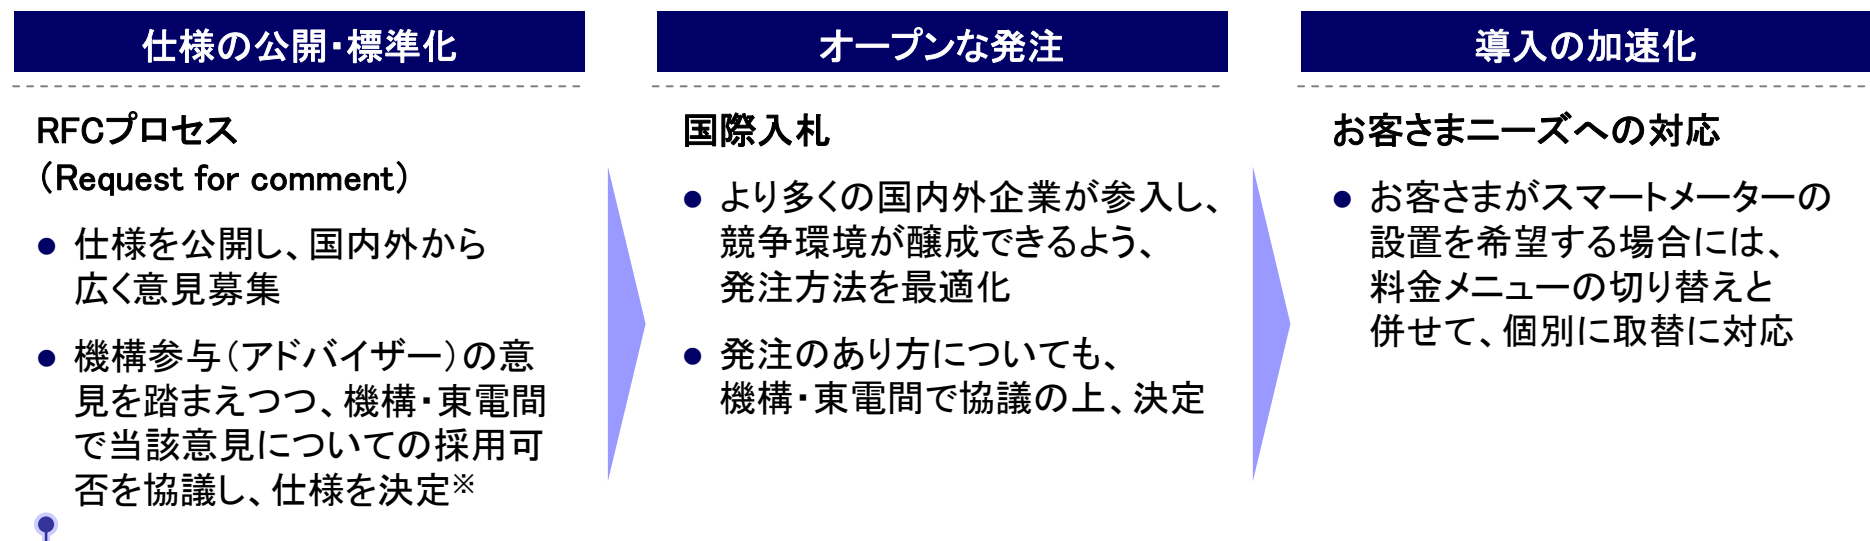 仕様の公開・標準化
RFCプロセス
（Request for comment）
● 仕様を公開し、国内外から
広く意見募集
● 機構参与（アドバイザー）の意
見を踏まえつつ、機構・東電間
で当該意見についての採用可
否を協議し、仕様を決定※
オープンな発注
国際入札
● より多くの国内外企業が参入し、
競争環境が醸成できるよう、
発注方法を最適化
● 発注のあり方についても、
機構・東電間で協議の上、決定
導入の加速化
お客さまニーズへの対応
● お客さまがスマートメーターの
設置を希望する場合には、
料金メニューの切り替えと
併せて、個別に取替に対応